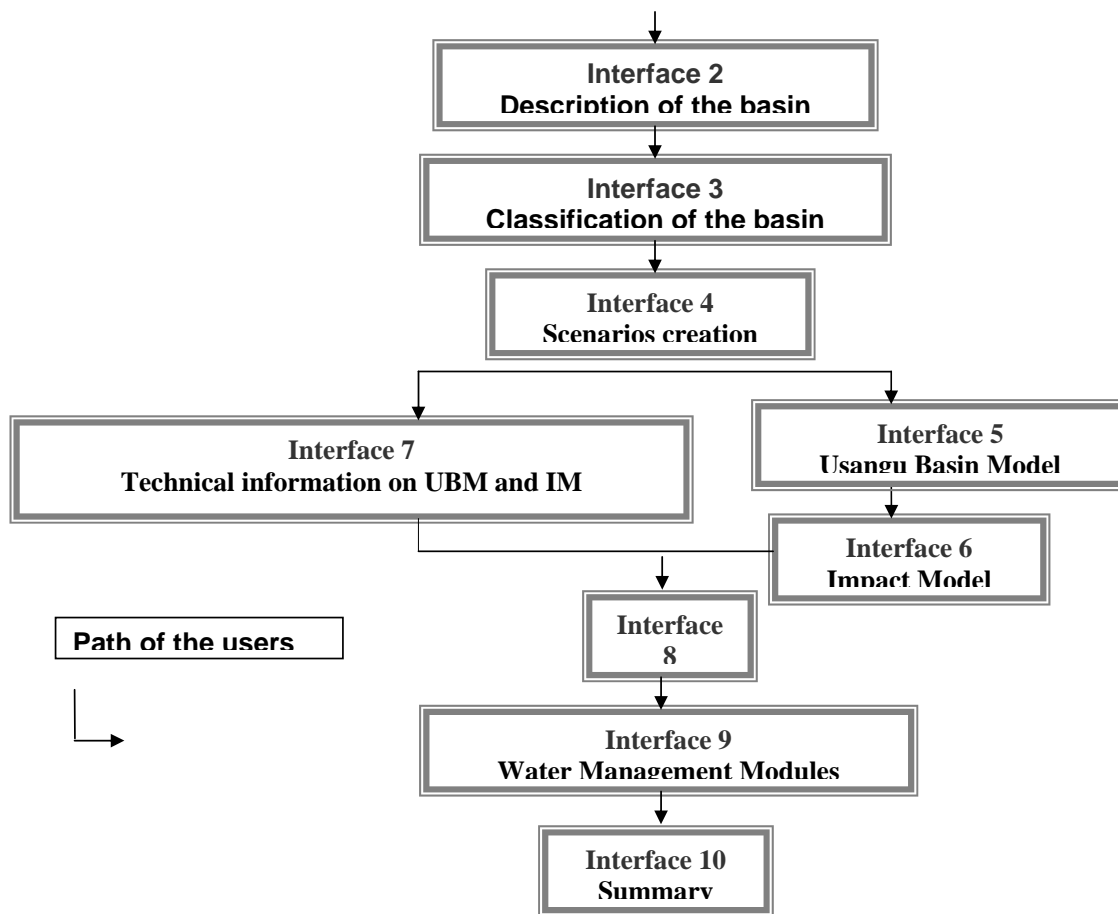 Interface 2
Description of the basin
Interface 3
Classification of the basin
Interface 4
Scenarios creation
Interface 7
Technical information on UBM and IM
Interface 5
Usangu Basin Model
Interface 6
Impact Model
Interface
8
Path of the users
Interface 9
Water Management Modules
Interface 10
Summary